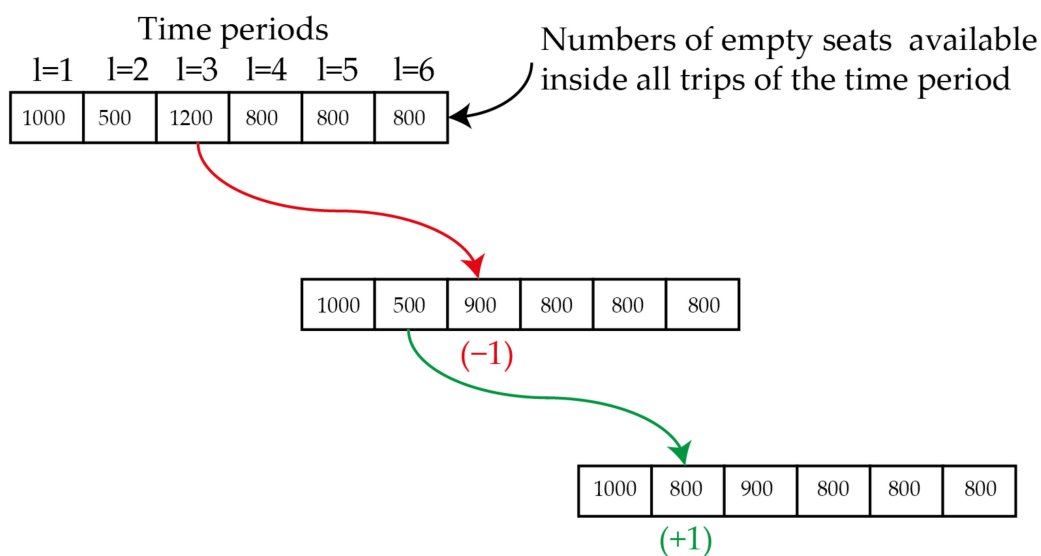 Time periods
l=1 l=2 l=3 l=4 l=5 l=6
Numbers of empty seats available
inside all trips of the time period
1000 500 1200 800 800 800
1000 500 900 800 800 800
(−1)
1000 800 900 800 800 800
(+1)